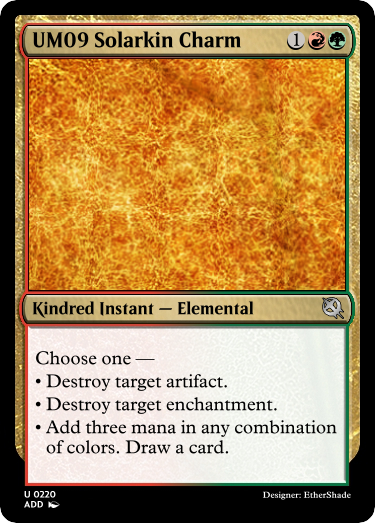 UM09 Solarkin Charm 1
Kindred Instant — Elemental
Choose one —
• Destroy target artifact.
• Destroy target enchantment.
• Add three mana in any combination
of colors. Draw a card.
U 0220
Designer: EtherShade
ADD